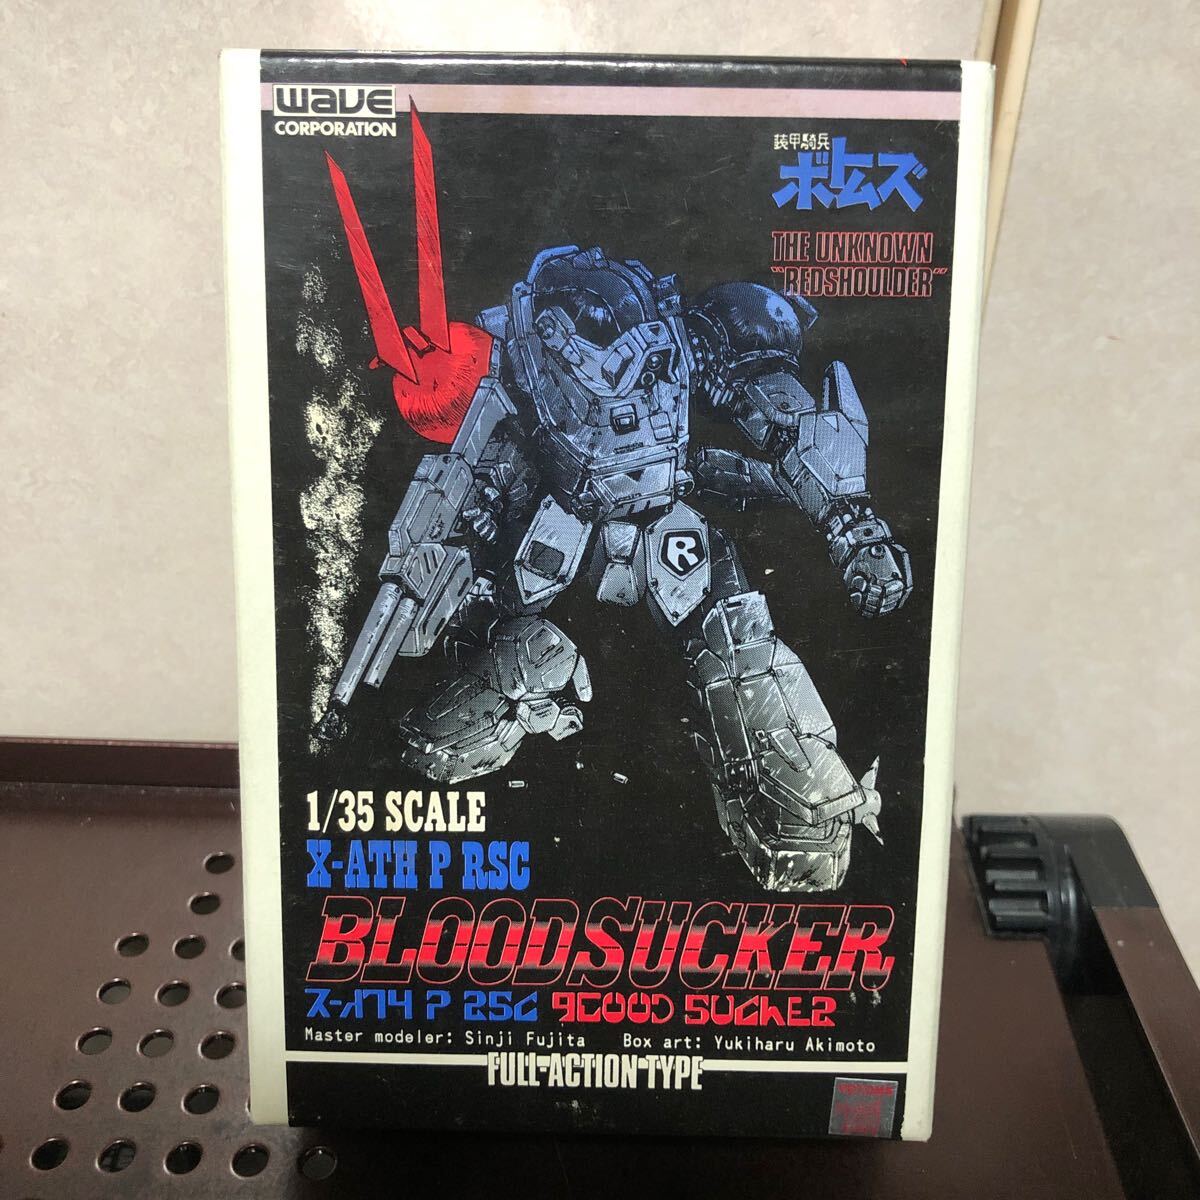 WAVE
CORPORATION
装甲騎兵
ボトムズ
THE UNKNOWN
"REDSHOULDER"
R
1/35 SCALE
X-ATH P RSC
BLOODSUCKER
Master modeler: Sinji Fujita Box art: Yukiharu Akimoto
FULL-ACTION TYPE